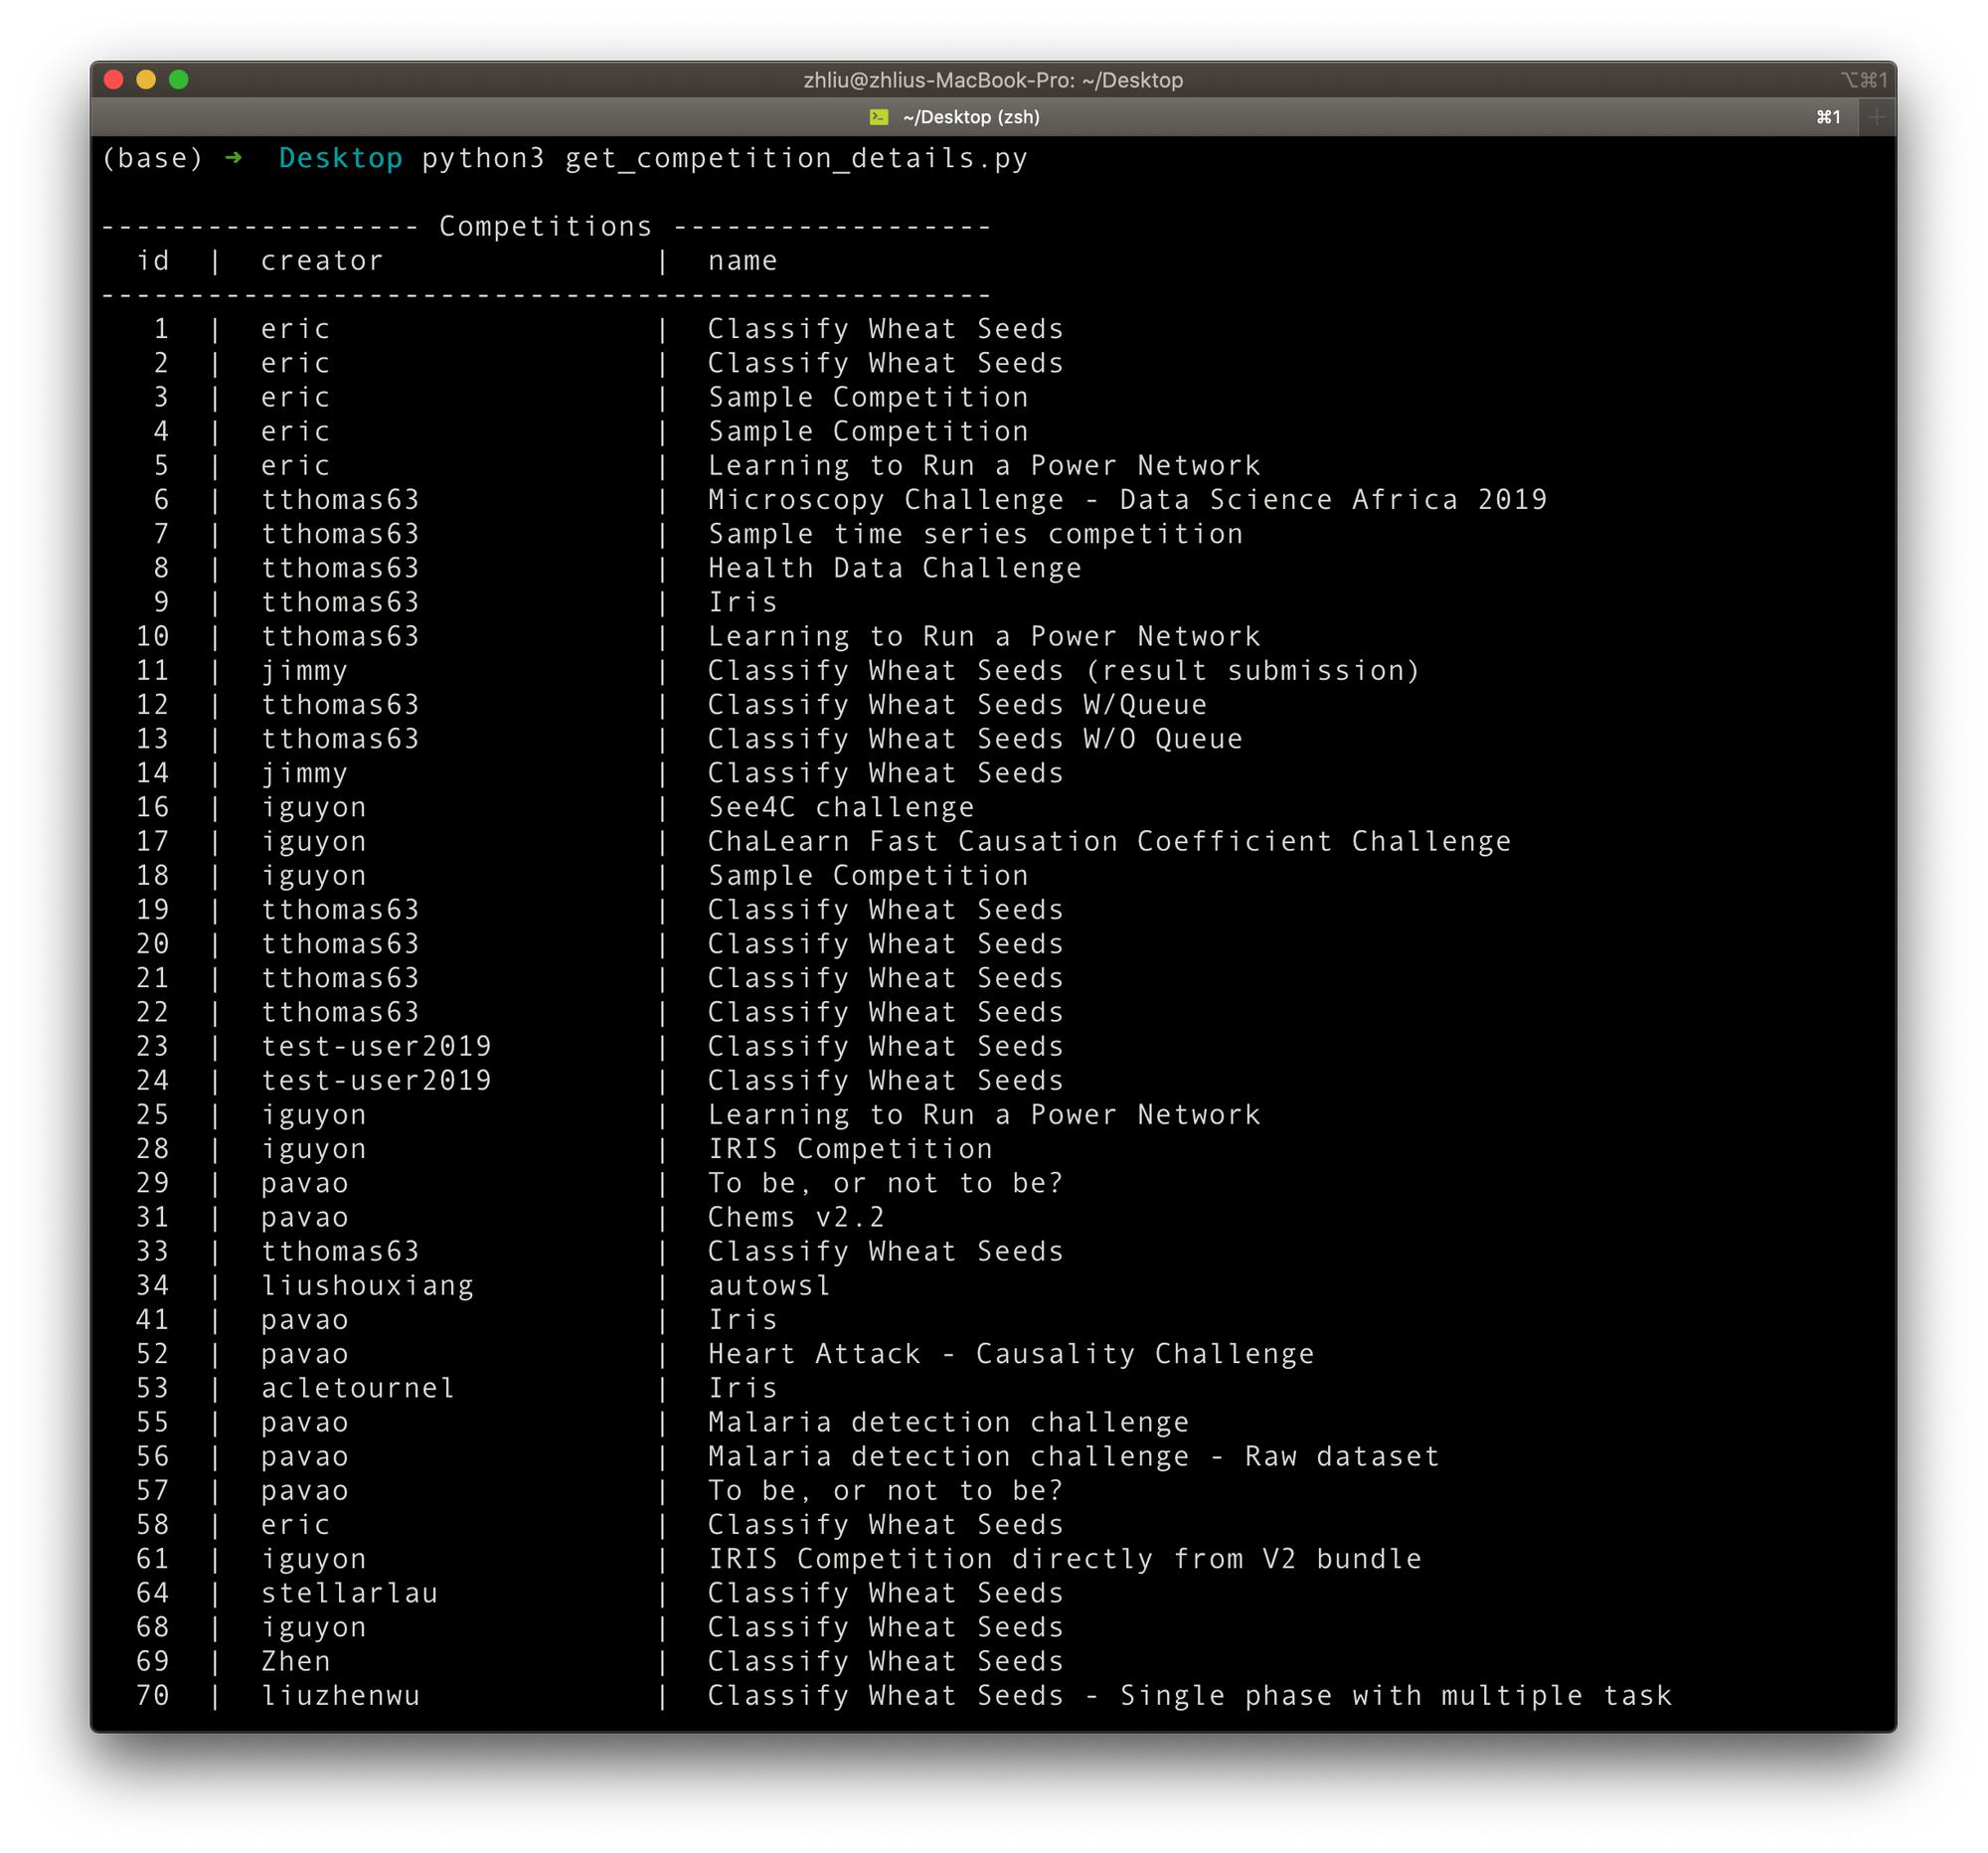 zhliu@zhlius-MacBook-Pro: ~/Desktop
⌥⌘1
~/Desktop (zsh)
⌘1
(base) ➜  Desktop python3 get_competition_details.py
------------------ Competitions ------------------
  id  |  creator               |  name
--------------------------------------------------
   1  |  eric                  |  Classify Wheat Seeds
   2  |  eric                  |  Classify Wheat Seeds
   3  |  eric                  |  Sample Competition
   4  |  eric                  |  Sample Competition
   5  |  eric                  |  Learning to Run a Power Network
   6  |  tthomas63             |  Microscopy Challenge - Data Science Africa 2019
   7  |  tthomas63             |  Sample time series competition
   8  |  tthomas63             |  Health Data Challenge
   9  |  tthomas63             |  Iris
  10  |  tthomas63             |  Learning to Run a Power Network
  11  |  jimmy                 |  Classify Wheat Seeds (result submission)
  12  |  tthomas63             |  Classify Wheat Seeds W/Queue
  13  |  tthomas63             |  Classify Wheat Seeds W/O Queue
  14  |  jimmy                 |  Classify Wheat Seeds
  16  |  iguyon                |  See4C challenge
  17  |  iguyon                |  ChaLearn Fast Causation Coefficient Challenge
  18  |  iguyon                |  Sample Competition
  19  |  tthomas63             |  Classify Wheat Seeds
  20  |  tthomas63             |  Classify Wheat Seeds
  21  |  tthomas63             |  Classify Wheat Seeds
  22  |  tthomas63             |  Classify Wheat Seeds
  23  |  test-user2019         |  Classify Wheat Seeds
  24  |  test-user2019         |  Classify Wheat Seeds
  25  |  iguyon                |  Learning to Run a Power Network
  28  |  iguyon                |  IRIS Competition
  29  |  pavao                 |  To be, or not to be?
  31  |  pavao                 |  Chems v2.2
  33  |  tthomas63             |  Classify Wheat Seeds
  34  |  liushouxiang          |  autowsl
  41  |  pavao                 |  Iris
  52  |  pavao                 |  Heart Attack - Causality Challenge
  53  |  acletournel           |  Iris
  55  |  pavao                 |  Malaria detection challenge
  56  |  pavao                 |  Malaria detection challenge - Raw dataset
  57  |  pavao                 |  To be, or not to be?
  58  |  eric                  |  Classify Wheat Seeds
  61  |  iguyon                |  IRIS Competition directly from V2 bundle
  64  |  stellarlau            |  Classify Wheat Seeds
  68  |  iguyon                |  Classify Wheat Seeds
  69  |  Zhen                  |  Classify Wheat Seeds
  70  |  liuzhenwu             |  Classify Wheat Seeds - Single phase with multiple task